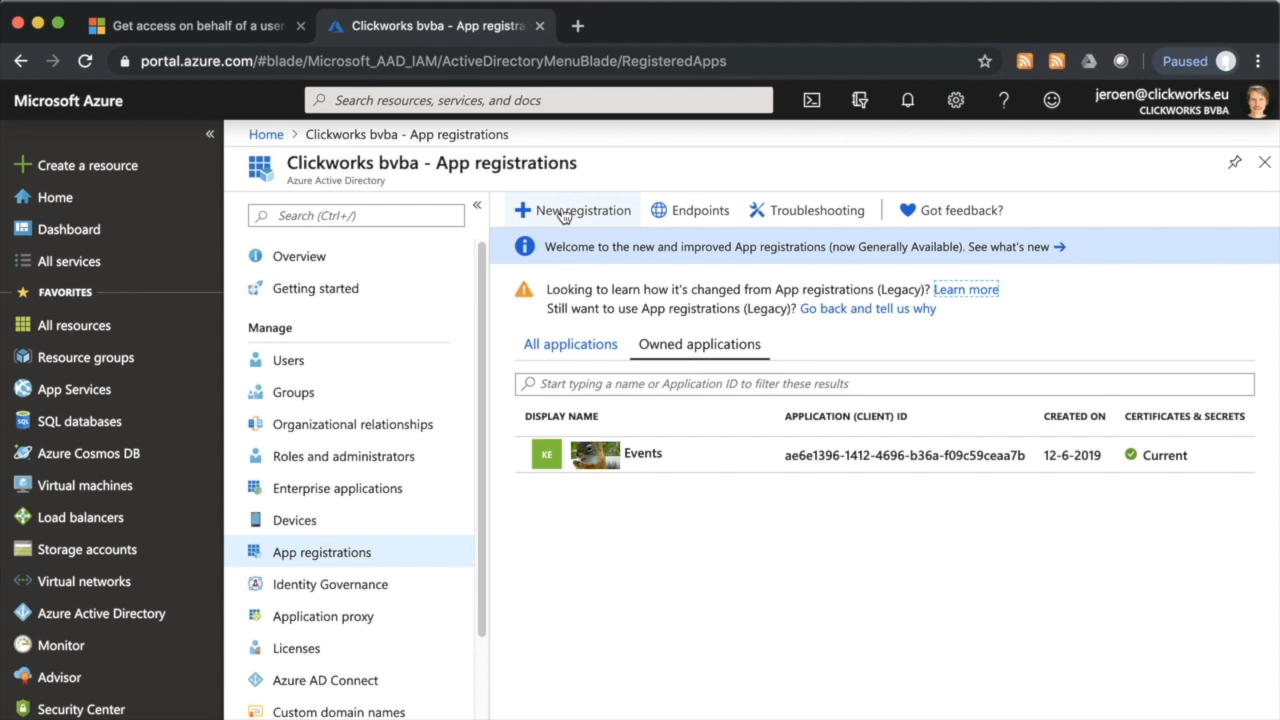 Get access on behalf of a user
Clickworks bvba - App registra
portal.azure.com/#blade/Microsoft_AAD_IAM/ActiveDirectoryMenuBlade/RegisteredApps
Paused
Microsoft Azure
Search resources, services, and docs
jeroen@clickworks.eu
CLICKWORKS BVBA
Create a resource
Home
Dashboard
All services
FAVORITES
All resources
Resource groups
App Services
SQL databases
Azure Cosmos DB
Virtual machines
Load balancers
Storage accounts
Virtual networks
Azure Active Directory
Monitor
Advisor
Security Center
Home > Clickworks bvba - App registrations
Clickworks bvba - App registrations
Azure Active Directory
Search (Ctrl+/)
Overview
Getting started
Manage
Users
Groups
Organizational relationships
Roles and administrators
Enterprise applications
Devices
App registrations
Identity Governance
Application proxy
Licenses
Azure AD Connect
Custom domain names
New registration
Endpoints
Troubleshooting
Got feedback?
Welcome to the new and improved App registrations (now Generally Available). See what's new →
Looking to learn how it's changed from App registrations (Legacy)? Learn more
Still want to use App registrations (Legacy)? Go back and tell us why
All applications
Owned applications
Start typing a name or Application ID to filter these results
DISPLAY NAME APPLICATION (CLIENT) ID CREATED ON CERTIFICATES & SECRETS
KE Events ae6e1396-1412-4696-b36a-f09c59ceaa7b 12-6-2019 Current